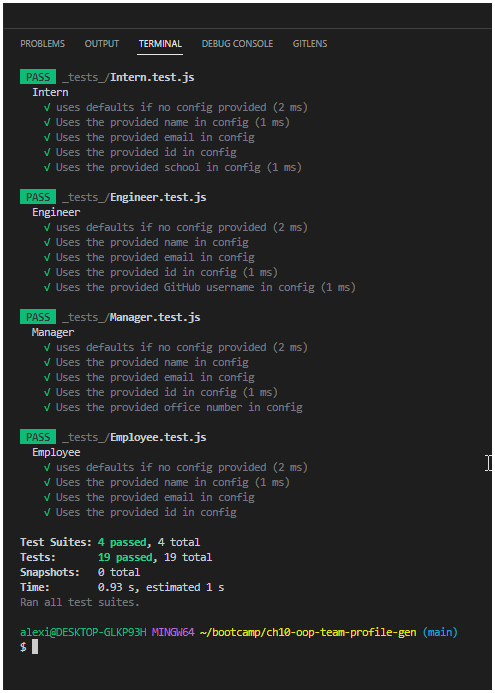 PROBLEMS OUTPUT TERMINAL DEBUG CONSOLE GITLENS
PASS _tests_/Intern.test.js
Intern
√ uses defaults if no config provided (2 ms)
√ Uses the provided name in config (1 ms)
√ Uses the provided email in config
√ Uses the provided id in config
√ Uses the provided school in config (1 ms)
PASS _tests_/Engineer.test.js
Engineer
√ uses defaults if no config provided (2 ms)
√ Uses the provided name in config
√ Uses the provided email in config
√ Uses the provided id in config (1 ms)
√ Uses the provided GitHub username in config (1 ms)
PASS _tests_/Manager.test.js
Manager
√ uses defaults if no config provided (2 ms)
√ Uses the provided name in config
√ Uses the provided email in config
√ Uses the provided id in config (1 ms)
√ Uses the provided office number in config
PASS _tests_/Employee.test.js
Employee
√ uses defaults if no config provided (2 ms)
√ Uses the provided name in config (1 ms)
√ Uses the provided email in config
√ Uses the provided id in config
Test Suites: 4 passed, 4 total
Tests: 19 passed, 19 total
Snapshots: 0 total
Time: 0.93 s, estimated 1 s
Ran all test suites.
alexi@DESKTOP-GLKP93H MINGW64 ~/bootcamp/ch10-oop-team-profile-gen (main)
$